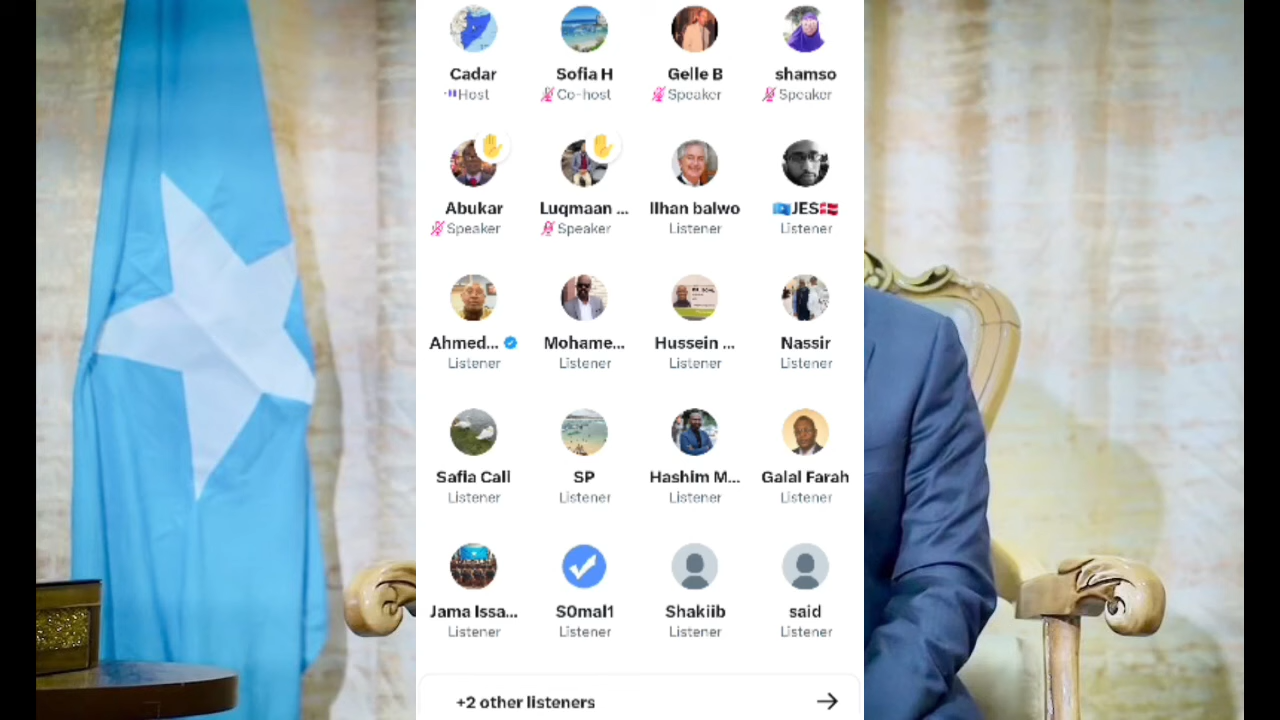 Cadar Sofia H Gelle B shamso
Host Co-host Speaker Speaker
Abukar Luqmaan ... Ilhan balwo JES
Speaker Speaker Listener Listener
Ahmed... Mohame... Hussein ... Nassir
Listener Listener Listener Listener
Safia Call SP Hashim M... Galal Farah
Listener Listener Listener Listener
Jama Issa... S0mal1 Shakiib said
Listener Listener Listener Listener
+2 other listeners